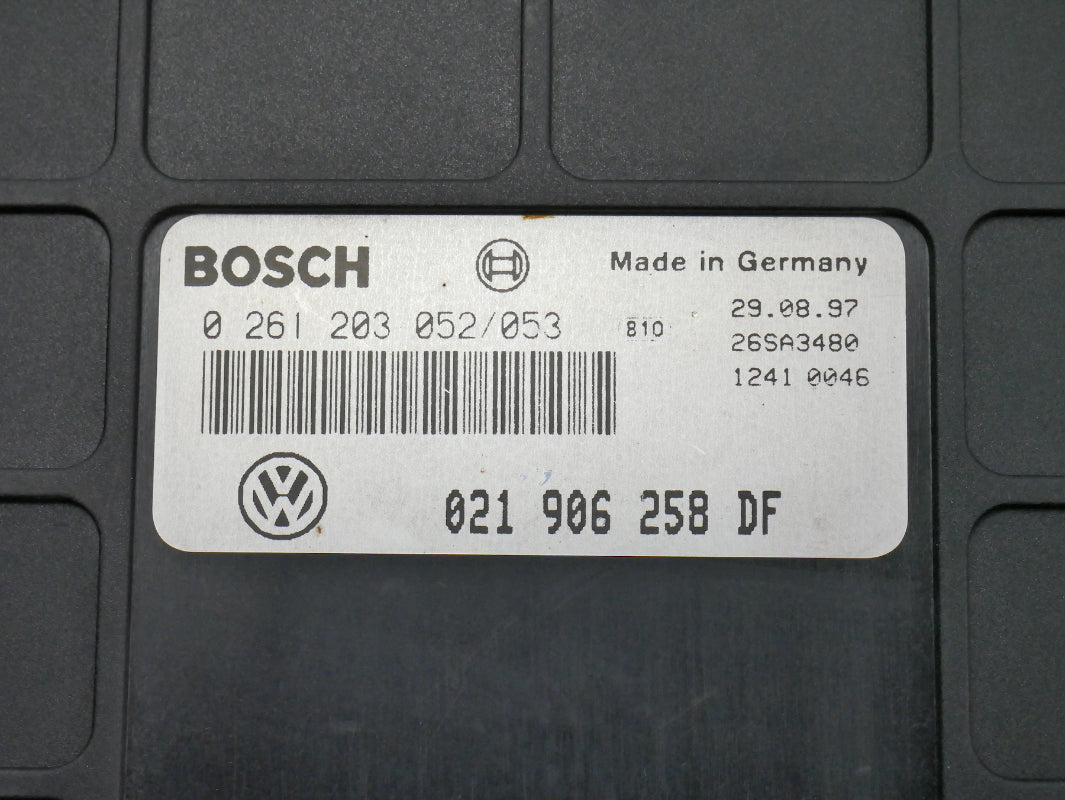 BOSCH
Made in Germany
0 261 203 052/053
810
29.08.97
26SA3480
1241 0046
VW
021 906 258 DF